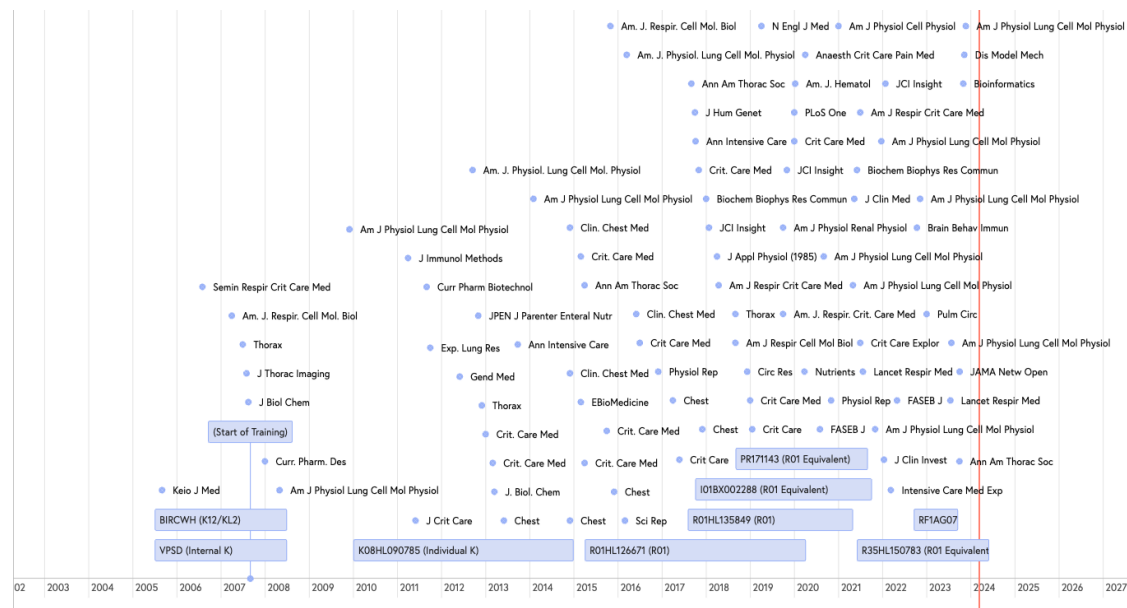 Am. J. Respir. Cell Mol. Biol N Engl J Med Am J Physiol Cell Physiol Am J Physiol Lung Cell Mol Physiol
Am. J. Physiol. Lung Cell Mol. Physiol Anaesth Crit Care Pain Med Dis Model Mech
Ann Am Thorac Soc Am. J. Hematol JCI Insight Bioinformatics
J Hum Genet PLoS One Am J Respir Crit Care Med
Ann Intensive Care Crit Care Med Am J Physiol Lung Cell Mol Physiol
Am. J. Physiol. Lung Cell Mol. Physiol Crit. Care Med JCI Insight Biochem Biophys Res Commun
Am J Physiol Lung Cell Mol Physiol Biochem Biophys Res Commun J Clin Med Am J Physiol Lung Cell Mol Physiol
Am J Physiol Lung Cell Mol Physiol Clin. Chest Med JCI Insight Am J Physiol Renal Physiol Brain Behav Immun
J Immunol Methods Crit. Care Med J Appl Physiol (1985) Am J Physiol Lung Cell Mol Physiol
Semin Respir Crit Care Med Curr Pharm Biotechnol Ann Am Thorac Soc Am J Respir Crit Care Med Am J Physiol Lung Cell Mol Physiol
Am. J. Respir. Cell Mol. Biol JPEN J Parenter Enteral Nutr Clin. Chest Med Thorax Am. J. Respir. Crit. Care Med Pulm Circ
Thorax Exp. Lung Res Ann Intensive Care Crit Care Med Am J Respir Cell Mol Biol Crit Care Explor Am J Physiol Lung Cell Mol Physiol
J Thorac Imaging Gend Med Clin. Chest Med Physiol Rep Circ Res Nutrients Lancet Respir Med JAMA Netw Open
J Biol Chem Thorax EBioMedicine Chest Crit Care Med Physiol Rep FASEB J Lancet Respir Med
(Start of Training) Crit. Care Med Crit. Care Med Chest Crit Care FASEB J Am J Physiol Lung Cell Mol Physiol
Curr. Pharm. Des Crit. Care Med Crit. Care Med Crit Care PR171143 (R01 Equivalent) J Clin Invest Ann Am Thorac Soc
Keio J Med Am J Physiol Lung Cell Mol Physiol J. Biol. Chem Chest I01BX002288 (R01 Equivalent) Intensive Care Med Exp
BIRCWH (K12/KL2) J Crit Care Chest Chest Sci Rep R01HL135849 (R01) RF1AG07
VPSD (Internal K) K08HL090785 (Individual K) R01HL126671 (R01) R35HL150783 (R01 Equivalent
02 2003 2004 2005 2006 2007 2008 2009 2010 2011 2012 2013 2014 2015 2016 2017 2018 2019 2020 2021 2022 2023 2024 2025 2026 2027